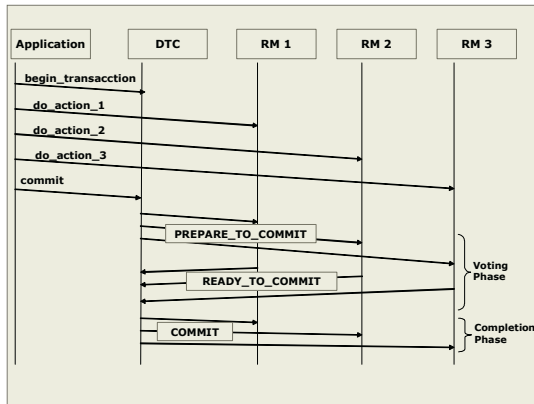 Application
DTC
RM 1
RM 2
RM 3
begin_transacction
do_action_1
do_action_2
do_action_3
commit
PREPARE_TO_COMMIT
READY_TO_COMMIT
Voting
Phase
COMMIT
Completion
Phase